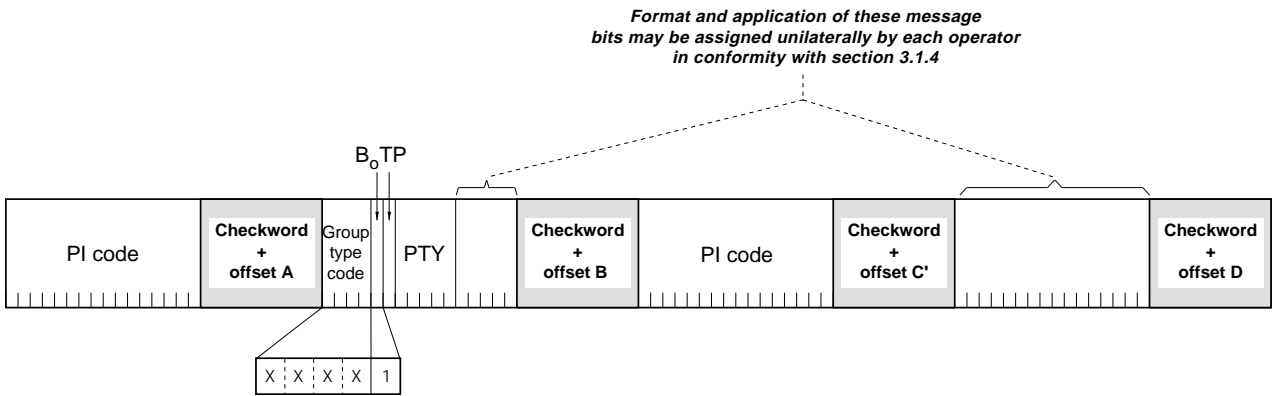 Format and application of these message
bits may be assigned unilaterally by each operator
in conformity with section 3.1.4
BoTP
PI code
Checkword
+
offset A
Group
type
code
PTY
Checkword
+
offset B
PI code
Checkword
+
offset C'
Checkword
+
offset D
X X X X 1